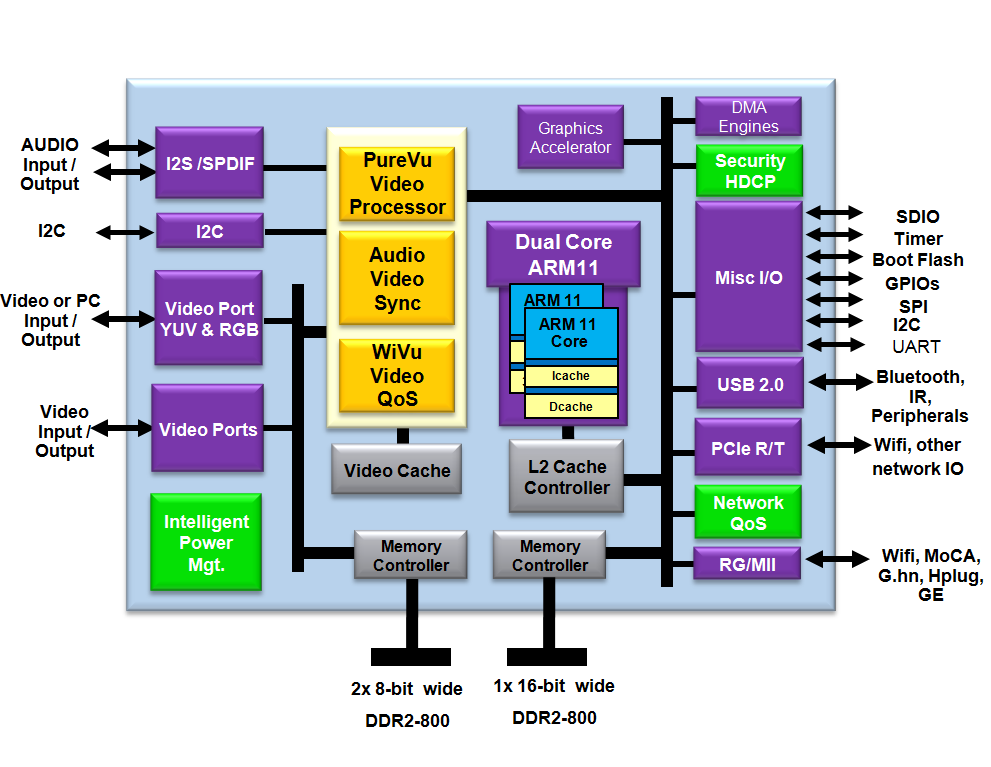 AUDIO
Input /
Output
I2C
Video or PC
Input /
Output
Video
Input /
Output
I2S /SPDIF
I2C
Video Port
YUV & RGB
Video Ports
Intelligent
Power
Mgt.
PureVu
Video
Processor
Audio
Video
Sync
WiVu
Video
QoS
Video Cache
Memory
Controller
Graphics
Accelerator
Dual Core
ARM11
ARM 11
ARM 11
Core
Icache
Dcache
L2 Cache
Controller
Memory
Controller
DMA
Engines
Security
HDCP
Misc I/O
USB 2.0
PCIe R/T
Network
QoS
RG/MII
SDIO
Timer
Boot Flash
GPIOs
SPI
I2C
UART
Bluetooth,
IR,
Peripherals
Wifi, other
network IO
Wifi, MoCA,
G.hn, Hplug,
GE
2x 8-bit wide
DDR2-800
1x 16-bit wide
DDR2-800